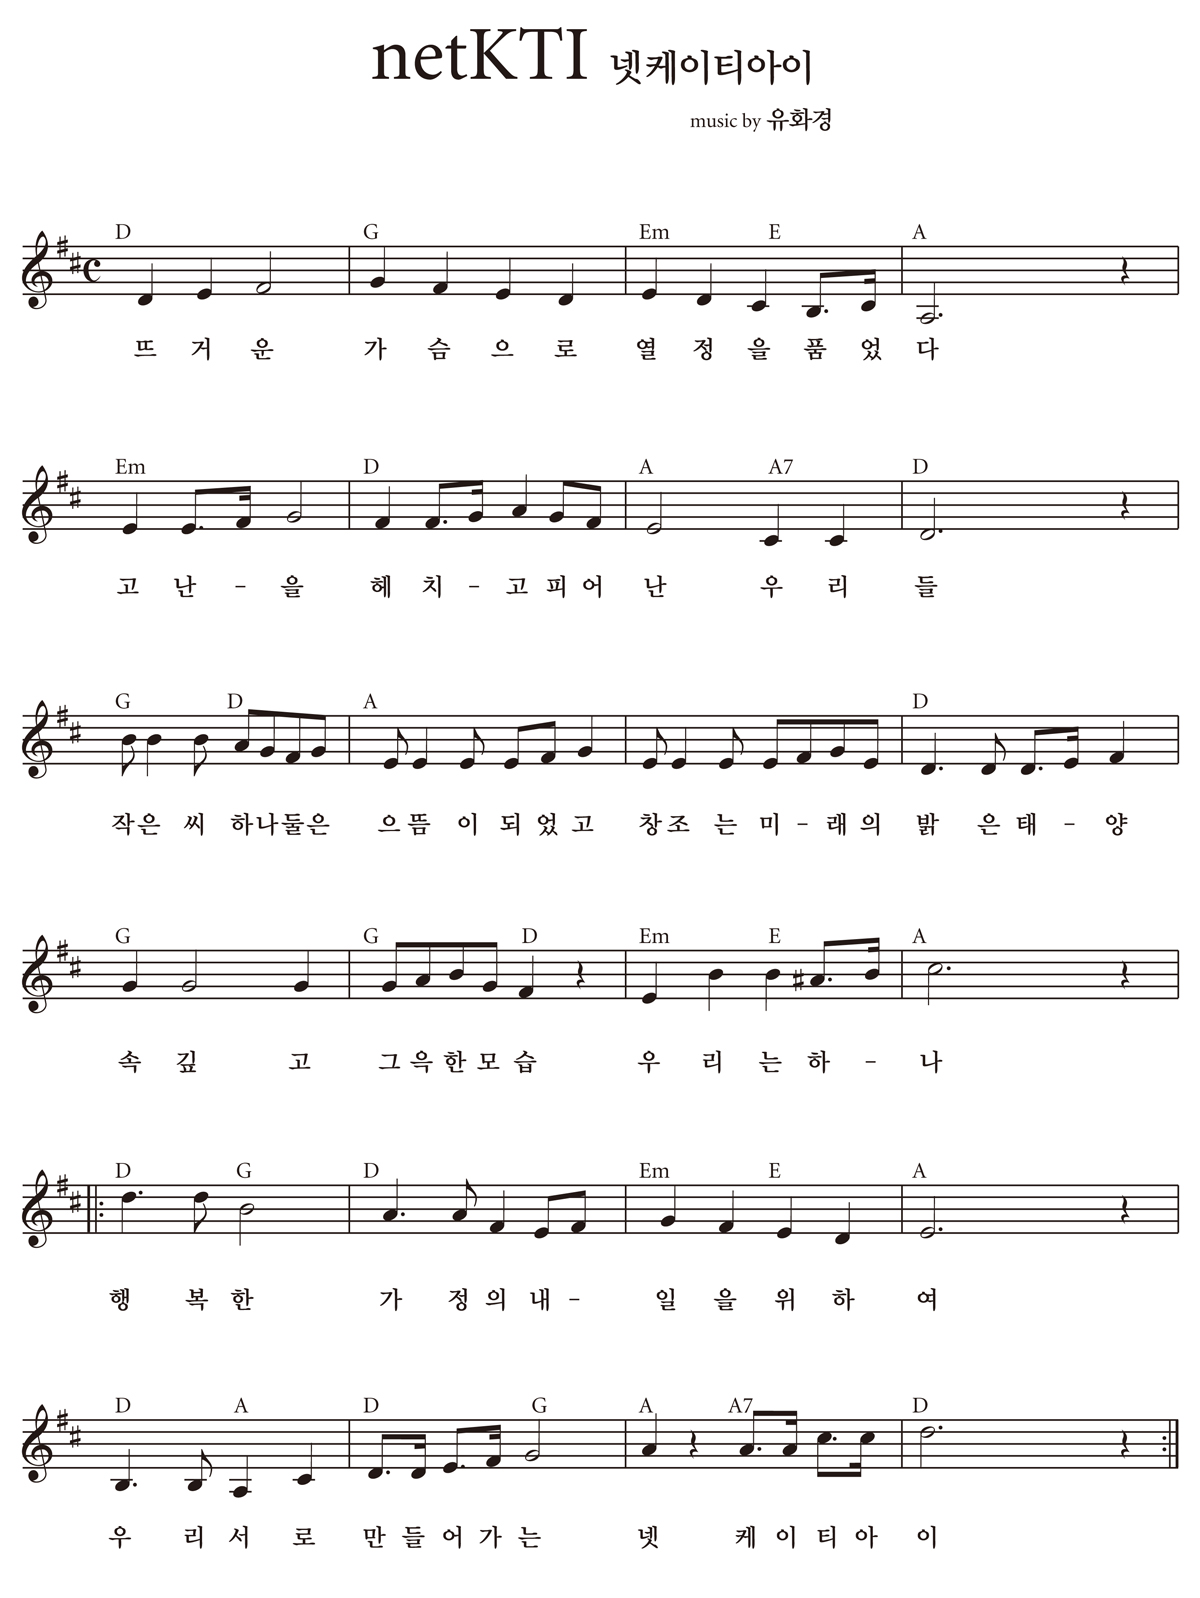 netKTI 넷케이티아이
music by 유화경
D G Em E A
뜨 거 운 가 슴 으 로 열 정 을 품 었 다
Em D A A7 D
고 난 - 을 헤 치 - 고 피 어 난 우 리 들
G D A D
작은 씨 하나둘은 으뜸 이 되 었 고 창조 는 미 - 래 의 밝 은 태 - 양
G G D Em E A
속 깊 고 그 윽 한 모 습 우 리 는 하 - 나
D G D Em E A
행 복 한 가 정 의 내 - 일 을 위 하 여
D A D G A A7 D
우 리 서 로 만 들 어 가 는 넷 케 이 티 아 이